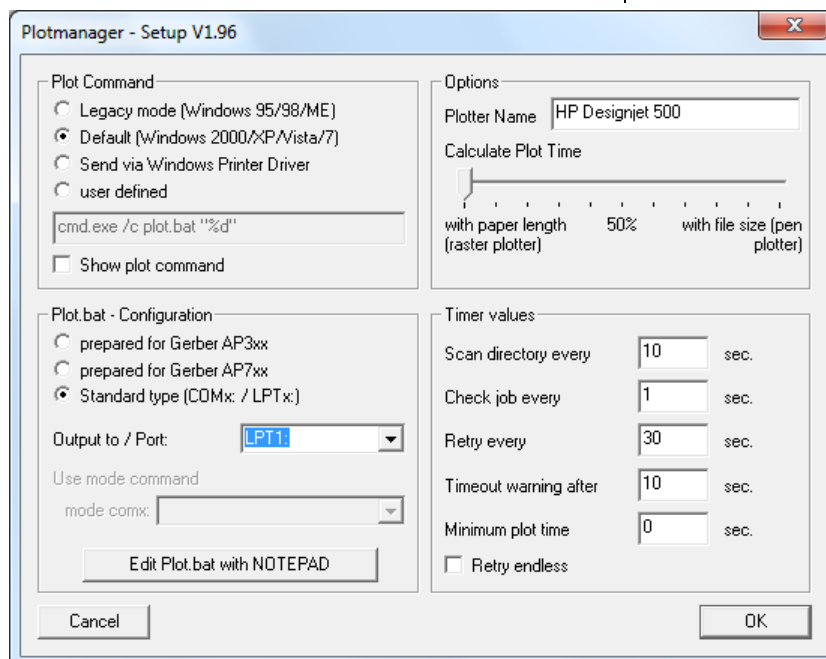 Plotmanager - Setup V1.96
Plot Command
Legacy mode (Windows 95/98/ME)
Default (Windows 2000/XP/Vista/7)
Send via Windows Printer Driver
user defined
cmd.exe /c plot.bat "%d"
Show plot command
Options
Plotter Name HP Designjet 500
Calculate Plot Time
with paper length 50% with file size (pen
(raster plotter) plotter)
Plot.bat - Configuration
prepared for Gerber AP3xx
prepared for Gerber AP7xx
Standard type (COMx: / LPTx:)
Output to / Port: LPT1:
Use mode command
mode comx:
Edit Plot.bat with NOTEPAD
Timer values
Scan directory every 10 sec.
Check job every 1 sec.
Retry every 30 sec.
Timeout warning after 10 sec.
Minimum plot time 0 sec.
Retry endless
Cancel
OK